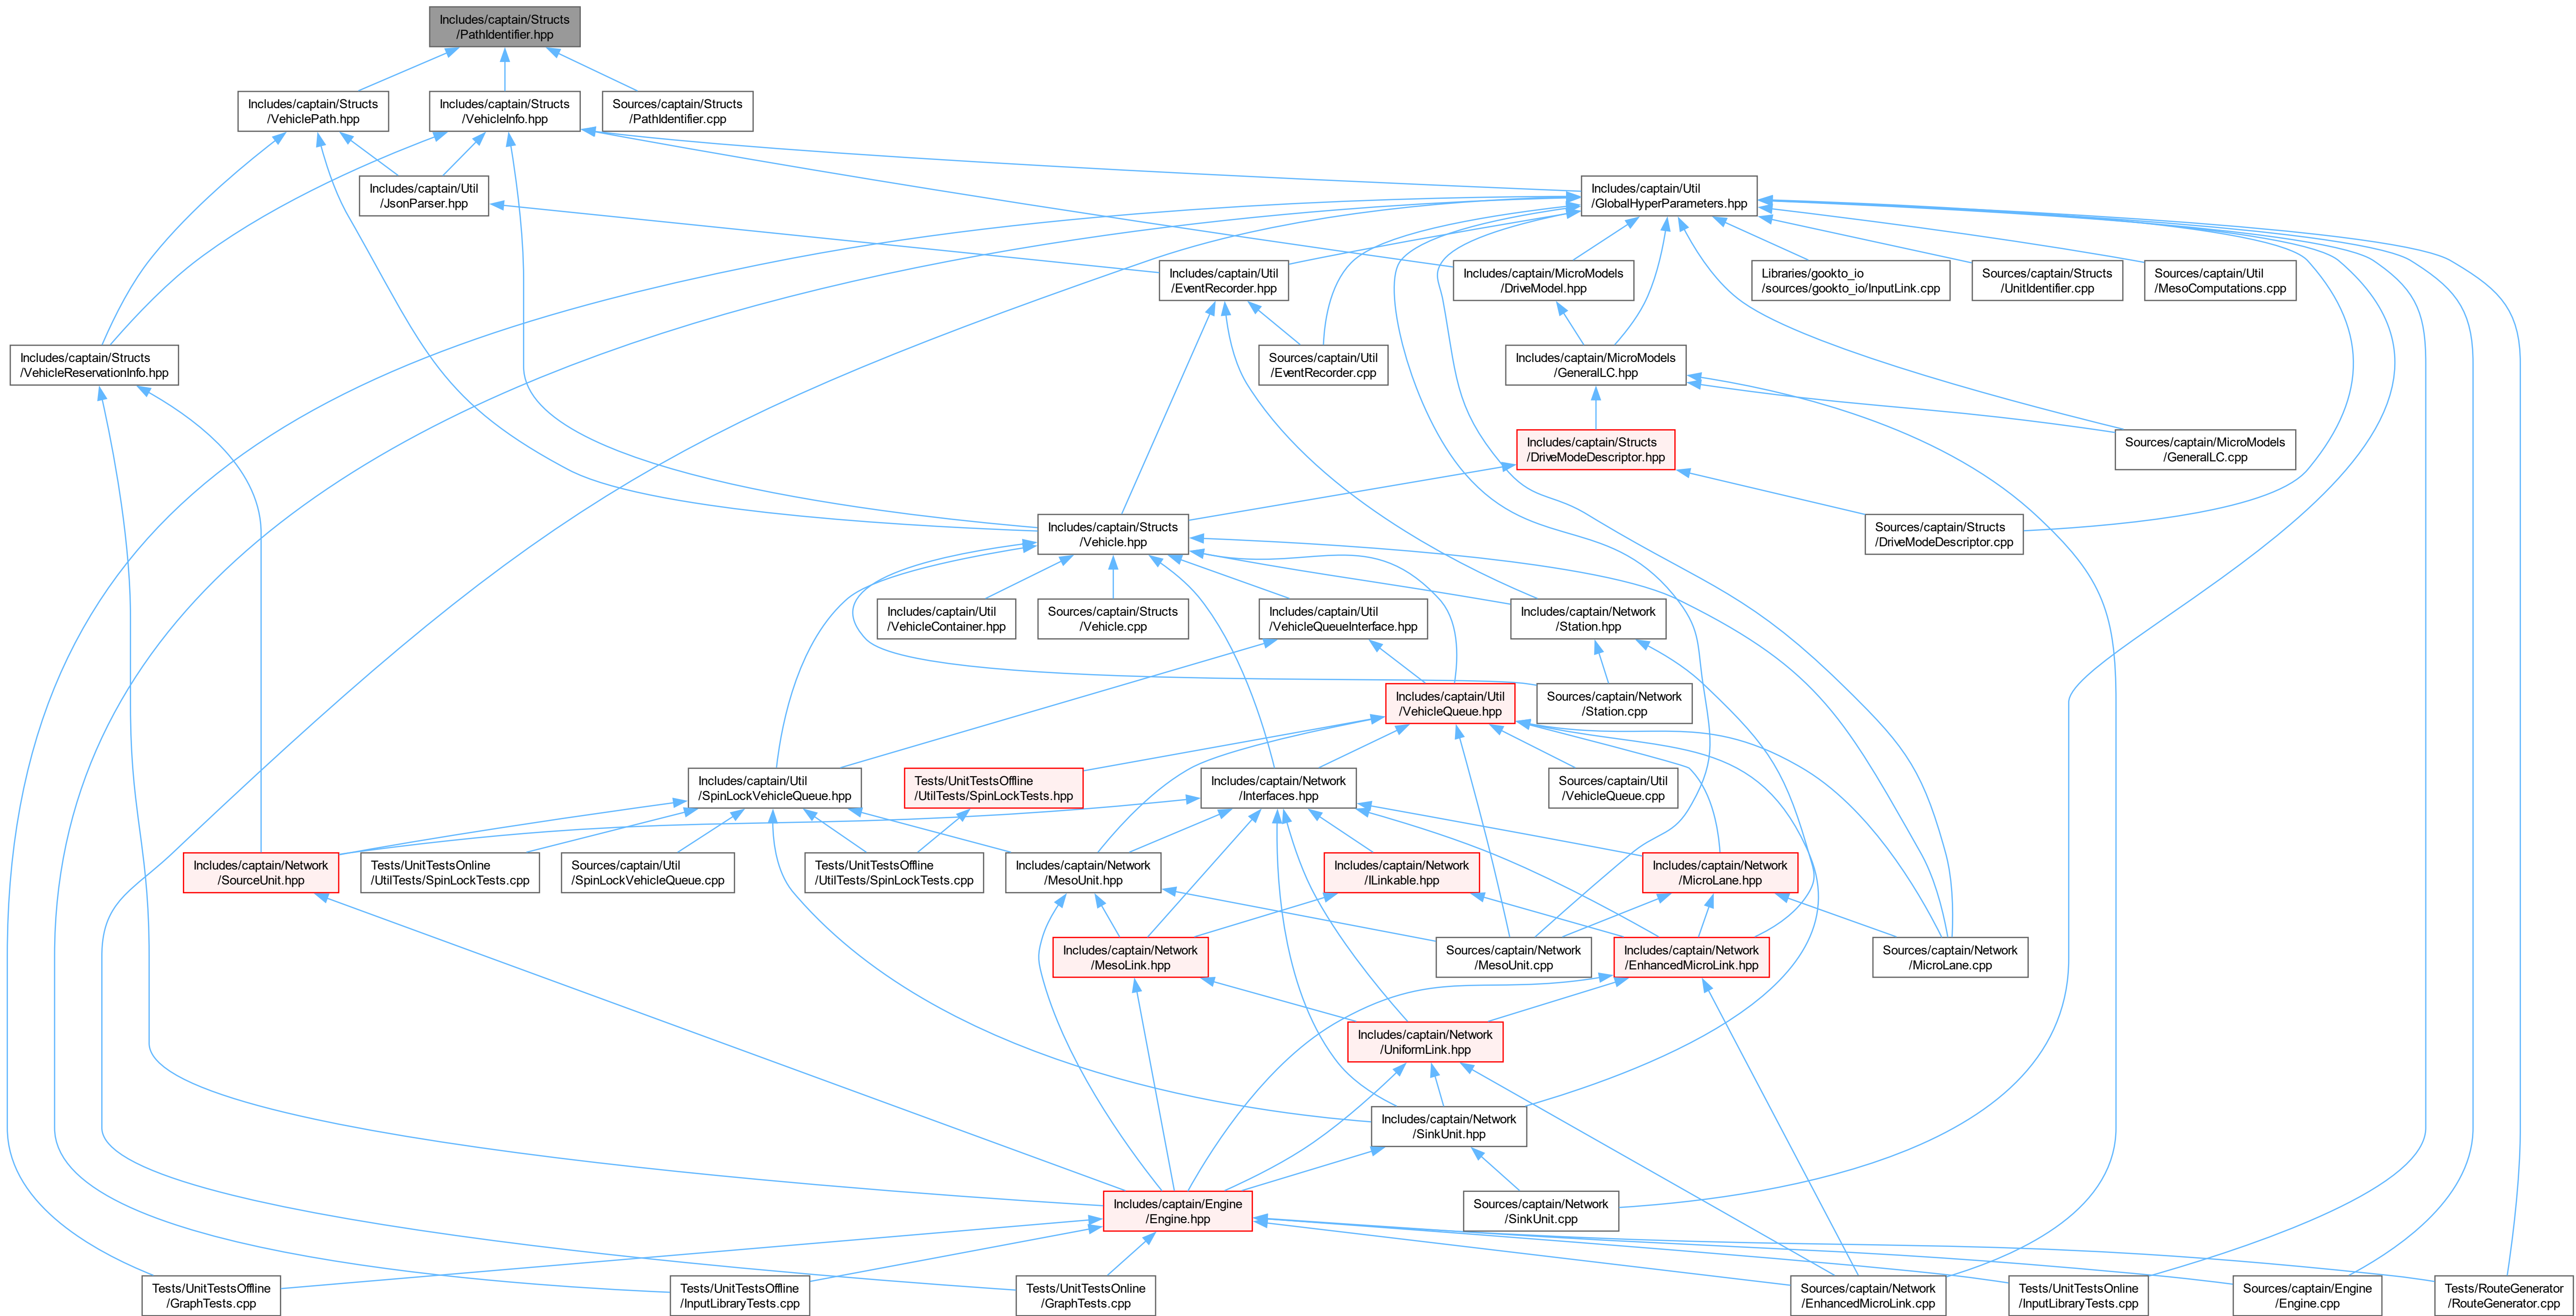 Includes/captain/Structs
/PathIdentifier.hpp
Includes/captain/Structs
/VehiclePath.hpp
Includes/captain/Structs
/VehicleInfo.hpp
Sources/captain/Structs
/PathIdentifier.cpp
Includes/captain/Util
/JsonParser.hpp
Includes/captain/Util
/GlobalHyperParameters.hpp
Includes/captain/Util
/EventRecorder.hpp
Includes/captain/MicroModels
/DriveModel.hpp
Libraries/gookto_io
/sources/gookto_io/InputLink.cpp
Sources/captain/Structs
/UnitIdentifier.cpp
Sources/captain/Util
/MesoComputations.cpp
Includes/captain/Structs
/VehicleReservationInfo.hpp
Sources/captain/Util
/EventRecorder.cpp
Includes/captain/MicroModels
/GeneralLC.hpp
Includes/captain/Structs
/DriveModeDescriptor.hpp
Sources/captain/MicroModels
/GeneralLC.cpp
Includes/captain/Structs
/Vehicle.hpp
Sources/captain/Structs
/DriveModeDescriptor.cpp
Includes/captain/Util
/VehicleContainer.hpp
Sources/captain/Structs
/Vehicle.cpp
Includes/captain/Util
/VehicleQueueInterface.hpp
Includes/captain/Network
/Station.hpp
Includes/captain/Util
/VehicleQueue.hpp
Sources/captain/Network
/Station.cpp
Includes/captain/Util
/SpinLockVehicleQueue.hpp
Tests/UnitTestsOffline
/UtilTests/SpinLockTests.hpp
Includes/captain/Network
/Interfaces.hpp
Sources/captain/Util
/VehicleQueue.cpp
Includes/captain/Network
/SourceUnit.hpp
Tests/UnitTestsOnline
/UtilTests/SpinLockTests.cpp
Sources/captain/Util
/SpinLockVehicleQueue.cpp
Tests/UnitTestsOffline
/UtilTests/SpinLockTests.cpp
Includes/captain/Network
/MesoUnit.hpp
Includes/captain/Network
/ILinkable.hpp
Includes/captain/Network
/MicroLane.hpp
Includes/captain/Network
/MesoLink.hpp
Sources/captain/Network
/MesoUnit.cpp
Includes/captain/Network
/EnhancedMicroLink.hpp
Sources/captain/Network
/MicroLane.cpp
Includes/captain/Network
/UniformLink.hpp
Includes/captain/Network
/SinkUnit.hpp
Includes/captain/Engine
/Engine.hpp
Sources/captain/Network
/SinkUnit.cpp
Tests/UnitTestsOffline
/GraphTests.cpp
Tests/UnitTestsOffline
/InputLibraryTests.cpp
Tests/UnitTestsOnline
/GraphTests.cpp
Sources/captain/Network
/EnhancedMicroLink.cpp
Tests/UnitTestsOnline
/InputLibraryTests.cpp
Sources/captain/Engine
/Engine.cpp
Tests/RouteGenerator
/RouteGenerator.cpp